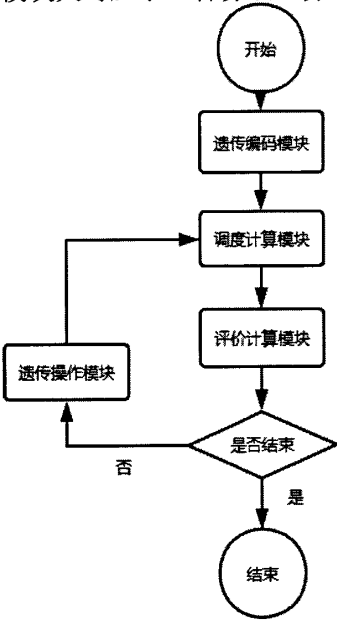 开始
遗传编码模块
调度计算模块
评价计算模块
遗传操作模块
是否结束
否
是
结束